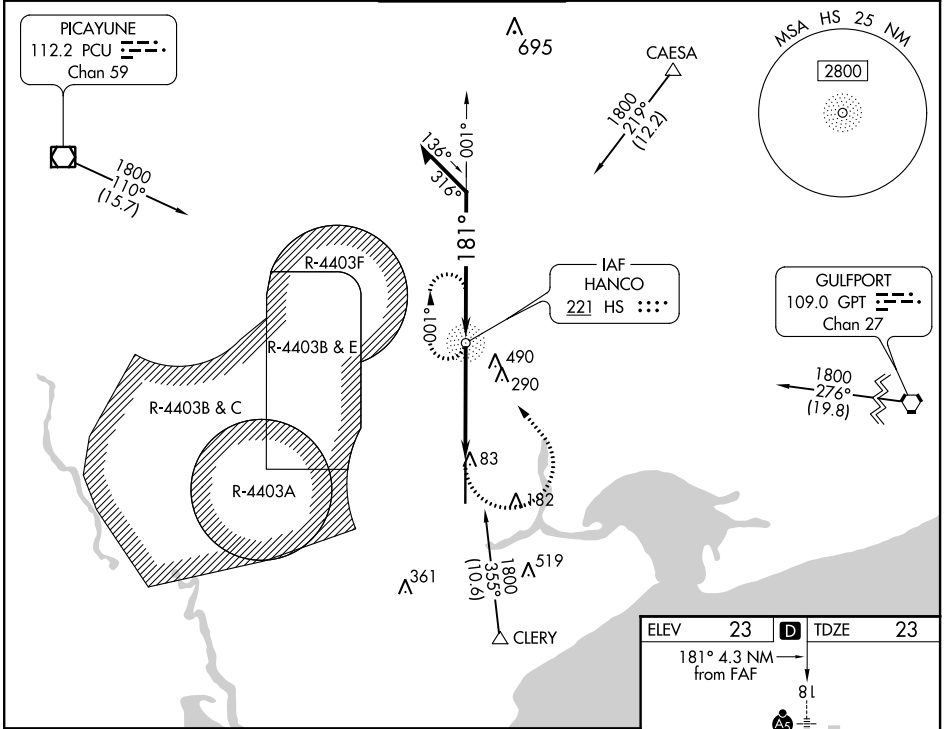 PICAYUNE
112.2 PCU
Chan 59
1800
110°
(15.7)
695
CAESA
1800
219°
(12.2)
MSA HS 25 NM
2800
136°
316°
001°
181°
001°
IAF
HANCO
221 HS
GULFPORT
109.0 GPT
Chan 27
1800
276°
(19.8)
R-4403F
R-4403B & E
R-4403B & C
R-4403A
490
290
83
182
519
361
1800
355°
(10.6)
CLERY
ELEV 23 D TDZE 23
181° 4.3 NM
from FAF
18
A5